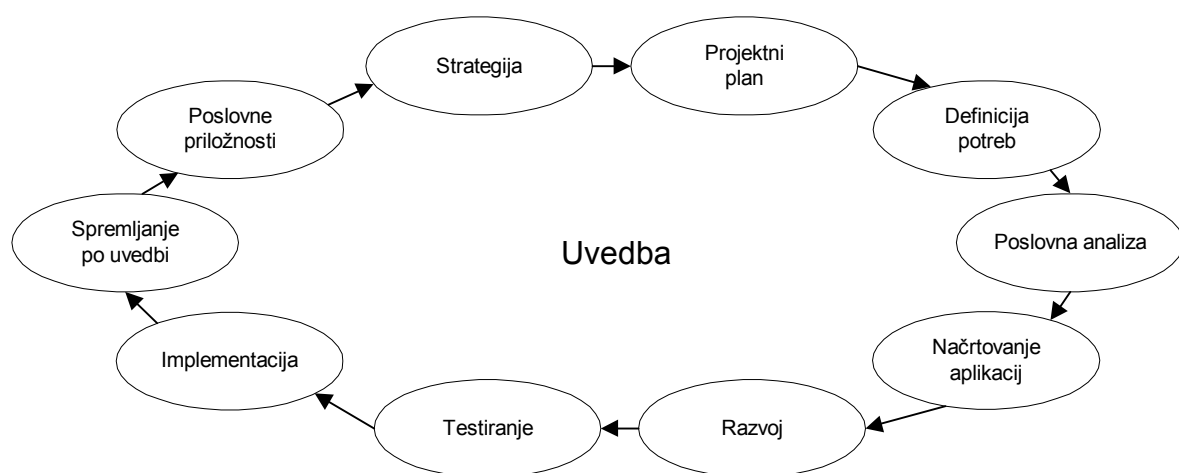 Strategija
Projektni
plan
Definicija
potreb
Poslovna analiza
Načrtovanje
aplikacij
Razvoj
Testiranje
Implementacija
Spremljanje
po uvedbi
Poslovne
priložnosti
Uvedba